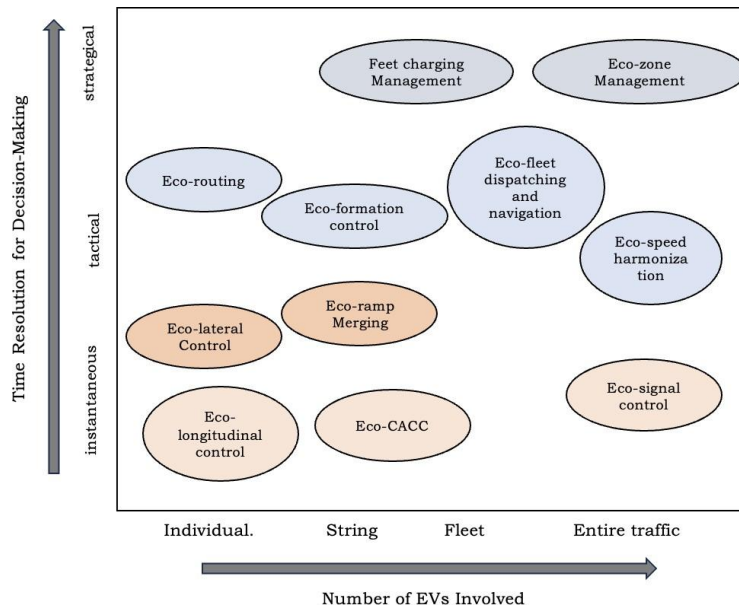 Time Resolution for Decision-Making
strategical
tactical
instantaneous
Feet charging
Management
Eco-zone
Management
Eco-routing
Eco-formation
control
Eco-fleet
dispatching
and
navigation
Eco-speed
harmoniza
tion
Eco-lateral
Control
Eco-ramp
Merging
Eco-
longitudinal
control
Eco-CACC
Eco-signal
control
Individual.
String
Fleet
Entire traffic
Number of EVs Involved